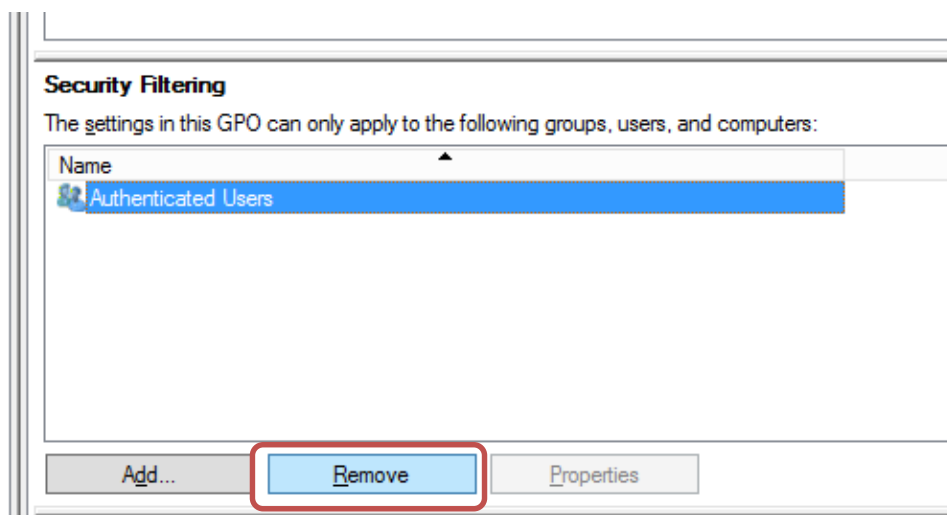 Security Filtering
The settings in this GPO can only apply to the following groups, users, and computers:
Name
Authenticated Users
Add... Remove Properties